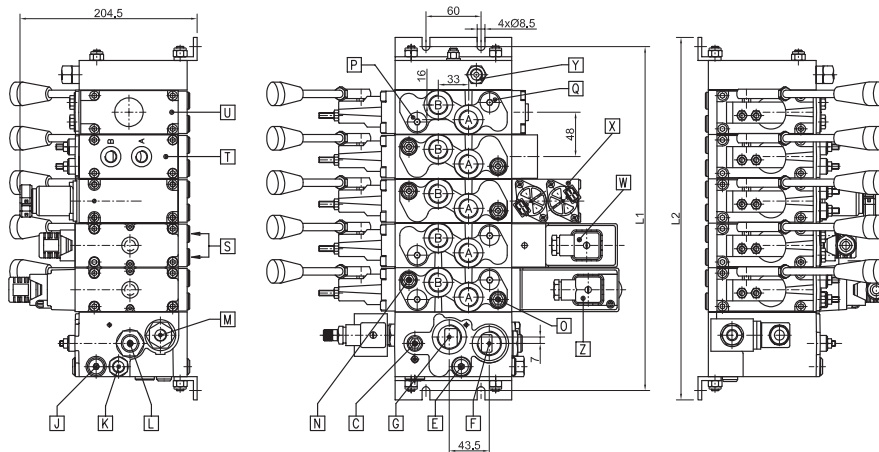 204.5
60
4xØ8.5
P
Y
16
33
Q
B
A
U
B
A
T
B
A
48
X
B
A
W
L1
L2
B
A
S
B
A
M
N
O
Z
7
J
K
L
N
C
G
E
F
43.5